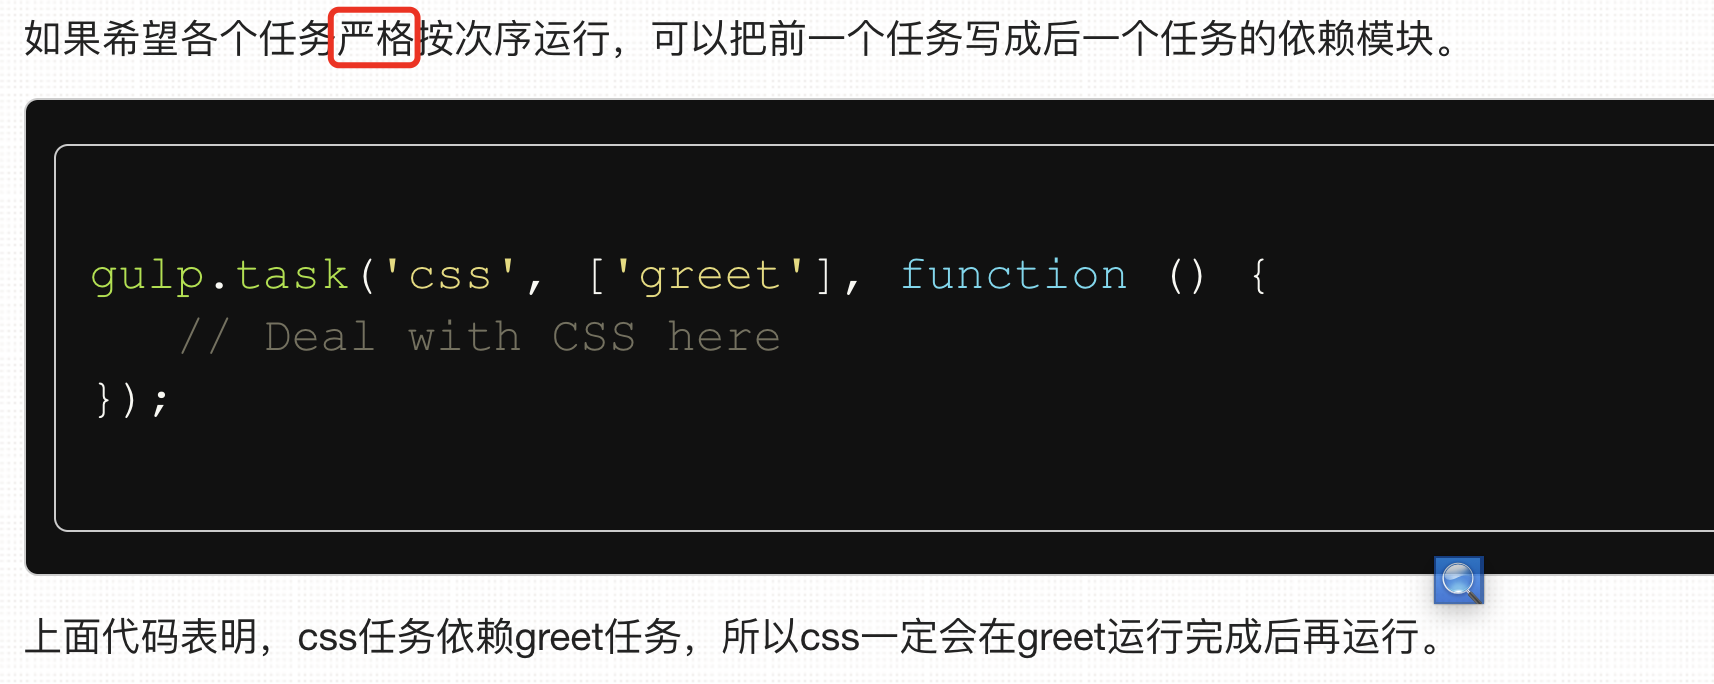 如果希望各个任务严格按次序运行，可以把前一个任务写成后一个任务的依赖模块。
gulp.task('css', ['greet'], function () {
// Deal with CSS here
});
上面代码表明，css任务依赖greet任务，所以css一定会在greet运行完成后再运行。